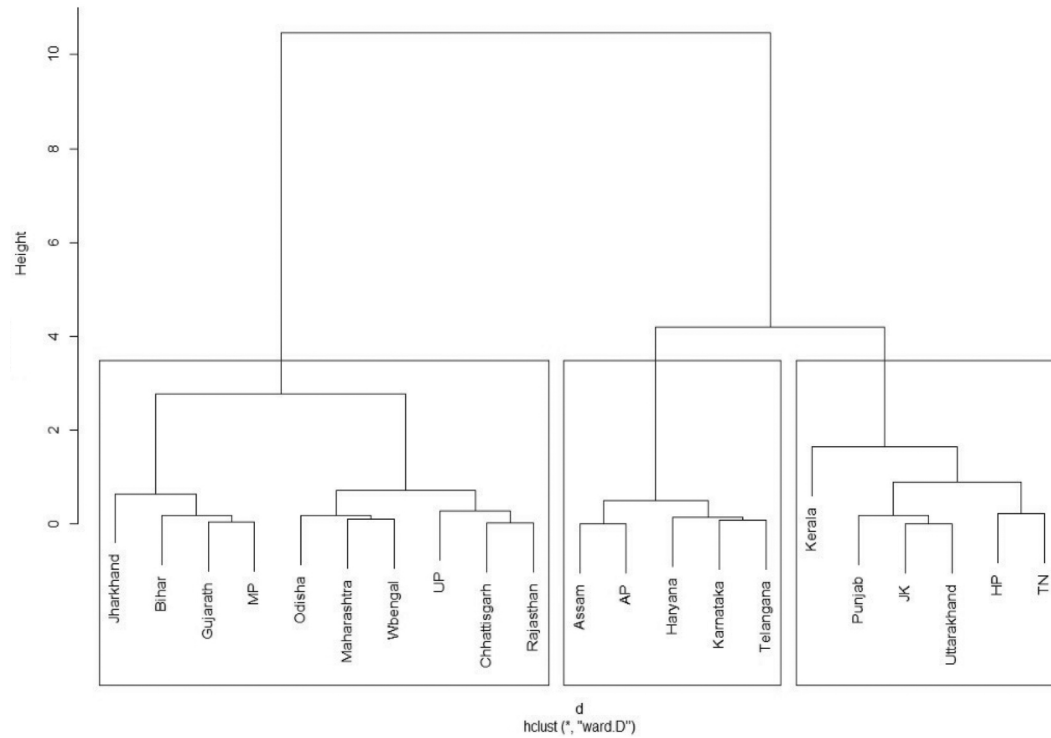 10
8
6
4
2
0
Height
Jharkhand
Bihar
Gujarath
MP
Odisha
Maharashtra
Wbengal
UP
Chhattisgarh
Rajasthan
Assam
AP
Haryana
Karnataka
Telangana
Kerala
Punjab
JK
Uttarakhand
HP
TN
d
hclust (*, "ward.D")